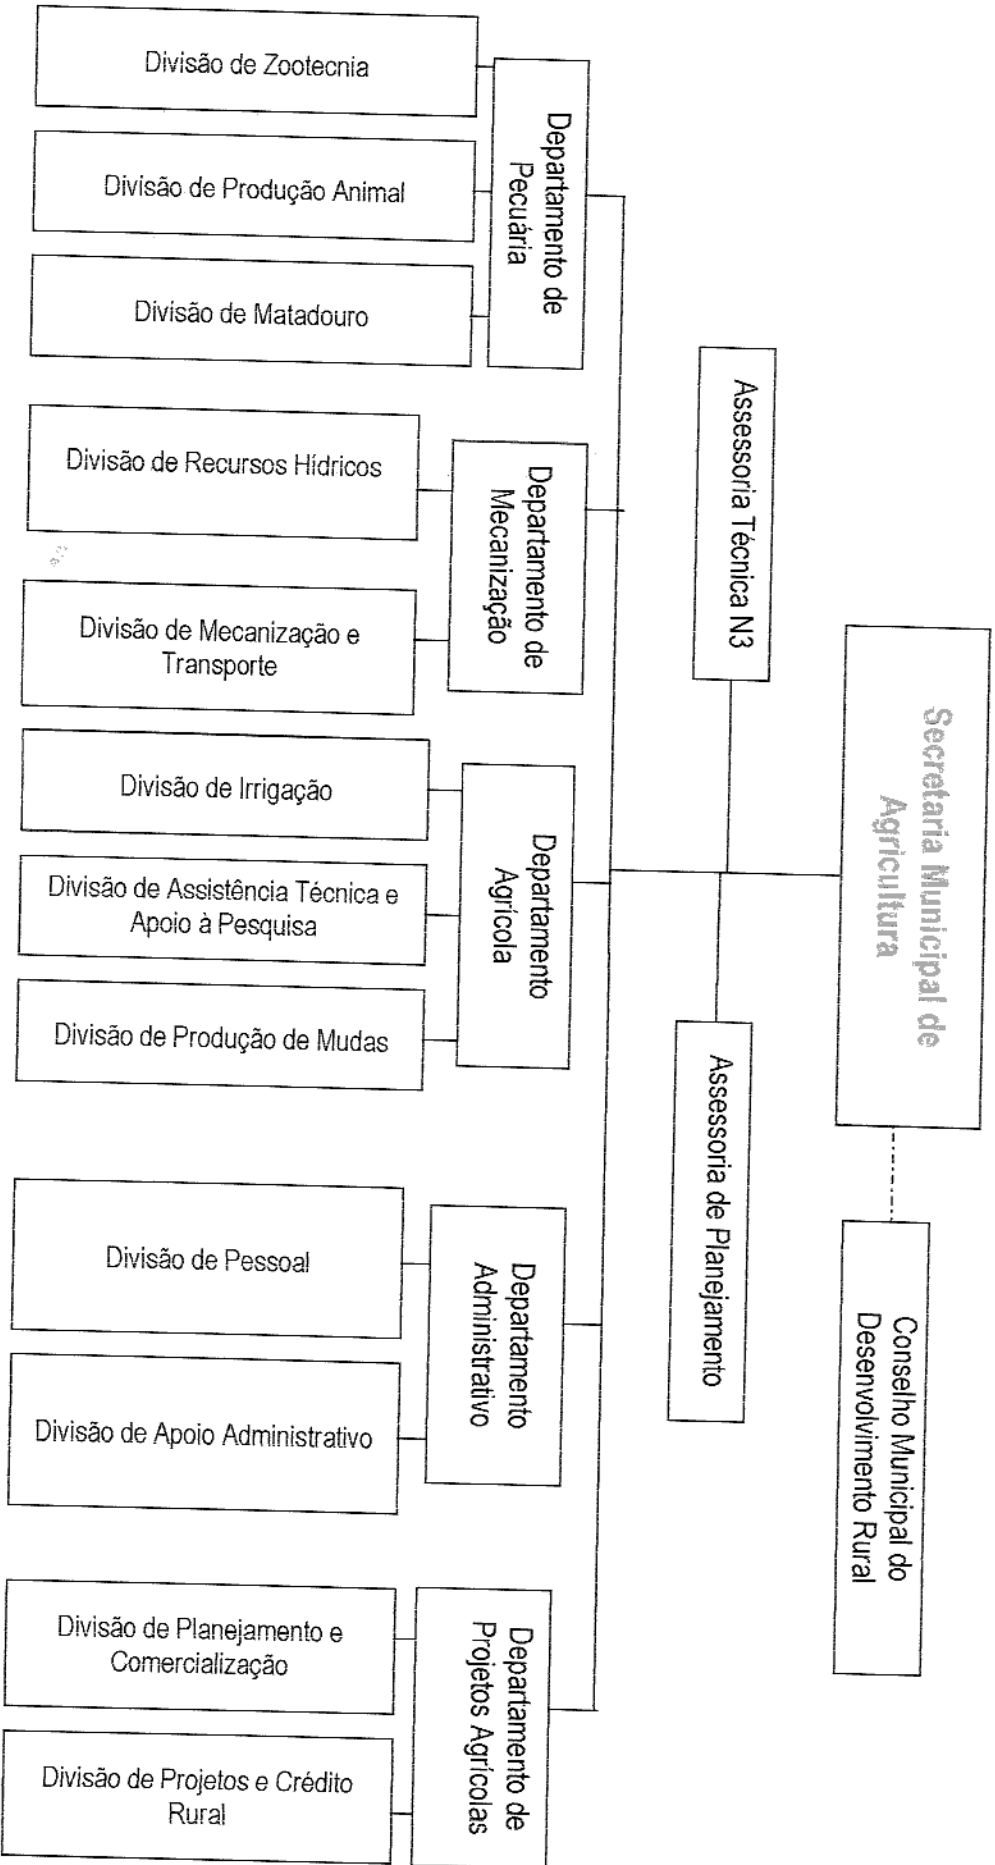 Secretaria Municipal de
Agricultura
Conselho Municipal do
Desenvolvimento Rural
Assessoria Técnica N3
Assessoria de Planejamento
Departamento de
Pecuária
Divisão de Zootecnia
Divisão de Produção Animal
Divisão de Matadouro
Departamento de
Mecanização
Divisão de Recursos Hídricos
Divisão de Mecanização e
Transporte
Departamento
Agrícola
Divisão de Irrigação
Divisão de Assistência Técnica e
Apoio à Pesquisa
Divisão de Produção de Mudas
Departamento
Administrativo
Divisão de Pessoal
Divisão de Apoio Administrativo
Departamento de
Projetos Agrícolas
Divisão de Planejamento e
Comercialização
Divisão de Projetos e Crédito
Rural